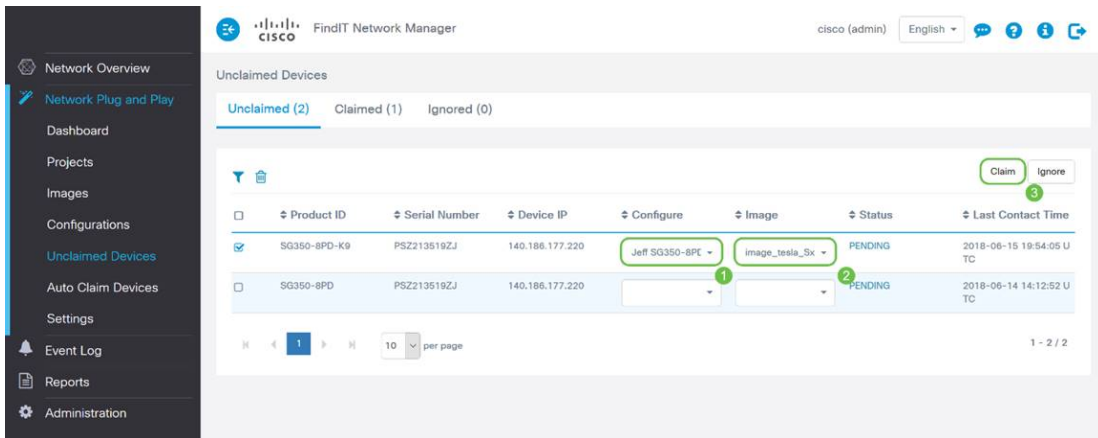 CISCO
FindIT Network Manager
cisco (admin)
English
Network Overview
Network Plug and Play
Dashboard
Projects
Images
Configurations
Unclaimed Devices
Auto Claim Devices
Settings
Event Log
Reports
Administration
Unclaimed Devices
Unclaimed (2) Claimed (1) Ignored (0)
Claim Ignore
3
Product ID Serial Number Device IP Configure Image Status Last Contact Time
SG350-8PD-K9 PSZ213519ZJ 140.186.177.220 Jeff SG350-8PD image_tesla_Sx PENDING 2018-06-15 19:54:05 U
TC
1 2
SG350-8PD PSZ213519ZJ 140.186.177.220 PENDING 2018-06-14 14:12:52 U
TC
1 10 per page 1 - 2 / 2